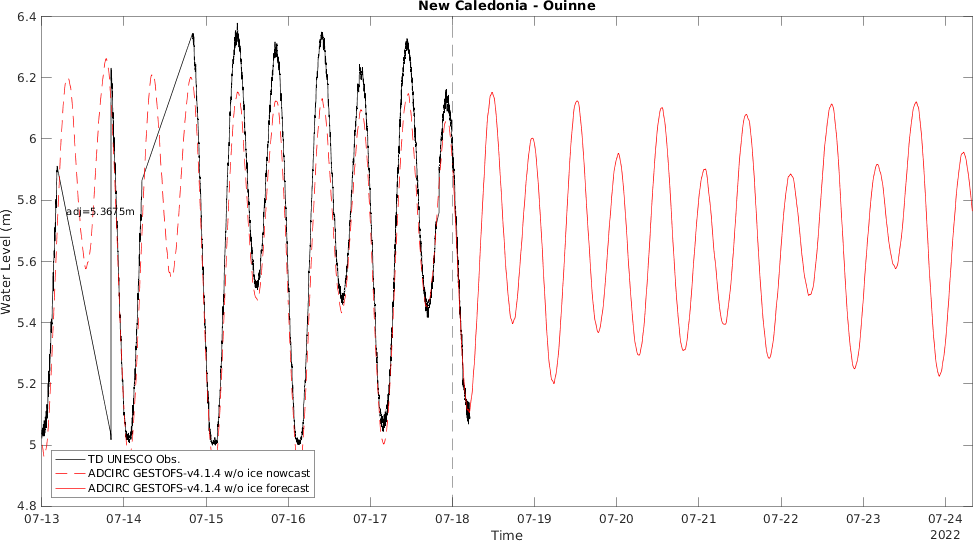 New Caledonia - Ouinne
6.4
6.2
6
5.8
5.6
5.4
5.2
5
4.8
Water Level (m)
adj=5.3675m
TD UNESCO Obs.
ADCIRC GESTOFS-v4.1.4 w/o ice nowcast
ADCIRC GESTOFS-v4.1.4 w/o ice forecast
07-13 07-14 07-15 07-16 07-17 07-18 07-19 07-20 07-21 07-22 07-23 07-24
Time
2022